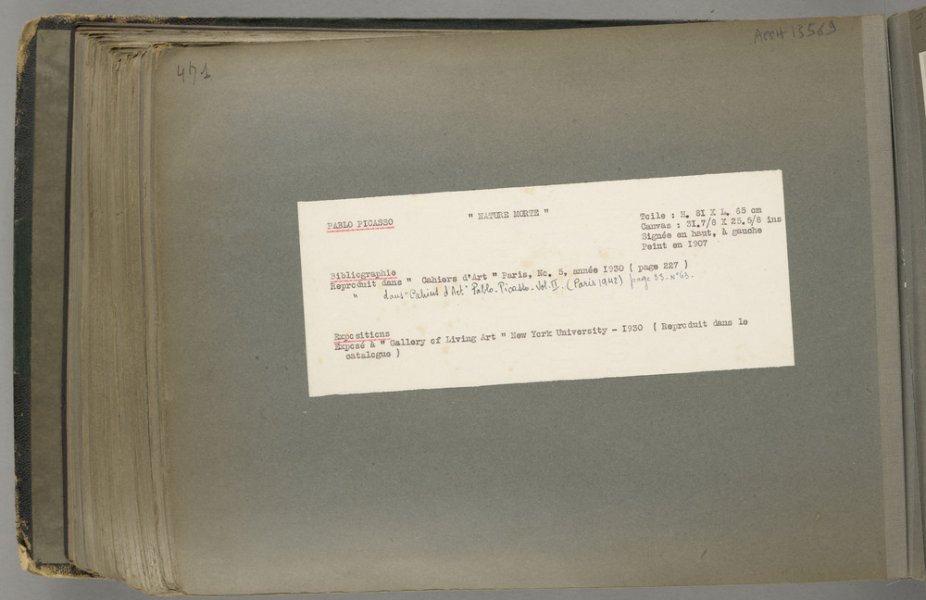 471
Arch 13569
PABLO PICASSO
" NATURE MORTE "
Toile : H. 81 X L. 65 cm
Canvas : 31.7/8 X 25.5/8 ins
Signée en haut, à gauche
Peint en 1907
Bibliographie
Reproduit dans " Cahiers d'Art " Paris, No. 5, année 1930 ( page 227 )
" dans "Cahiers d'Art" Pablo-Picasso-Vol. II. (Paris 1942) page 33 - N° 63.
Expositions
Exposé à " Gallery of Living Art " New York University - 1930 ( Reproduit dans le
catalogue )